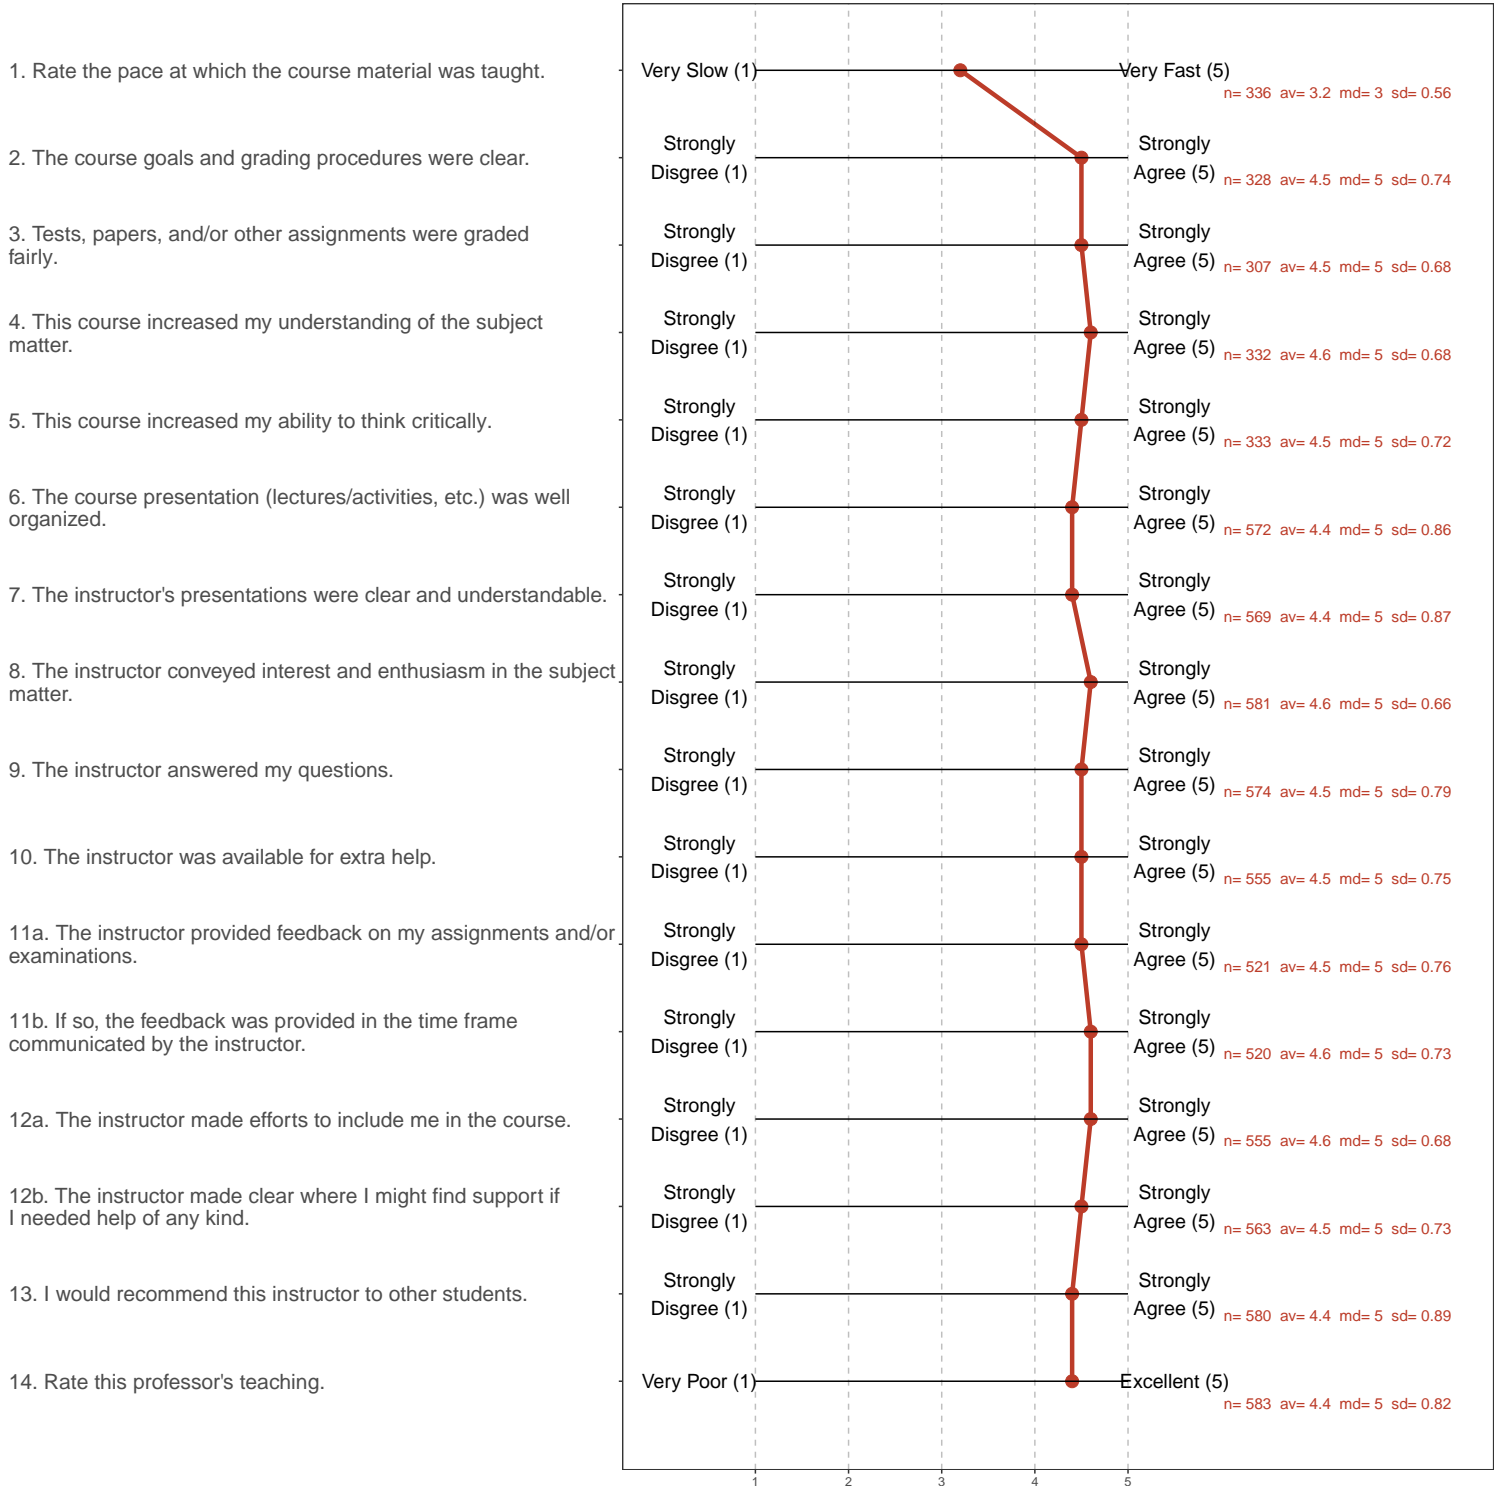 1. Rate the pace at which the course material was taught.
Very Slow (1)
Very Fast (5)
n= 336 av= 3.2 md= 3 sd= 0.56
2. The course goals and grading procedures were clear.
Strongly
Disgree (1)
Strongly
Agree (5)
n= 328 av= 4.5 md= 5 sd= 0.74
3. Tests, papers, and/or other assignments were graded
fairly.
Strongly
Disgree (1)
Strongly
Agree (5)
n= 307 av= 4.5 md= 5 sd= 0.68
4. This course increased my understanding of the subject
matter.
Strongly
Disgree (1)
Strongly
Agree (5)
n= 332 av= 4.6 md= 5 sd= 0.68
5. This course increased my ability to think critically.
Strongly
Disgree (1)
Strongly
Agree (5)
n= 333 av= 4.5 md= 5 sd= 0.72
6. The course presentation (lectures/activities, etc.) was well
organized.
Strongly
Disgree (1)
Strongly
Agree (5)
n= 572 av= 4.4 md= 5 sd= 0.86
7. The instructor's presentations were clear and understandable.
Strongly
Disgree (1)
Strongly
Agree (5)
n= 569 av= 4.4 md= 5 sd= 0.87
8. The instructor conveyed interest and enthusiasm in the subject
matter.
Strongly
Disgree (1)
Strongly
Agree (5)
n= 581 av= 4.6 md= 5 sd= 0.66
9. The instructor answered my questions.
Strongly
Disgree (1)
Strongly
Agree (5)
n= 574 av= 4.5 md= 5 sd= 0.79
10. The instructor was available for extra help.
Strongly
Disgree (1)
Strongly
Agree (5)
n= 555 av= 4.5 md= 5 sd= 0.75
11a. The instructor provided feedback on my assignments and/or
examinations.
Strongly
Disgree (1)
Strongly
Agree (5)
n= 521 av= 4.5 md= 5 sd= 0.76
11b. If so, the feedback was provided in the time frame
communicated by the instructor.
Strongly
Disgree (1)
Strongly
Agree (5)
n= 520 av= 4.6 md= 5 sd= 0.73
12a. The instructor made efforts to include me in the course.
Strongly
Disgree (1)
Strongly
Agree (5)
n= 555 av= 4.6 md= 5 sd= 0.68
12b. The instructor made clear where I might find support if
I needed help of any kind.
Strongly
Disgree (1)
Strongly
Agree (5)
n= 563 av= 4.5 md= 5 sd= 0.73
13. I would recommend this instructor to other students.
Strongly
Disgree (1)
Strongly
Agree (5)
n= 580 av= 4.4 md= 5 sd= 0.89
14. Rate this professor's teaching.
Very Poor (1)
Excellent (5)
n= 583 av= 4.4 md= 5 sd= 0.82
1 2 3 4 5